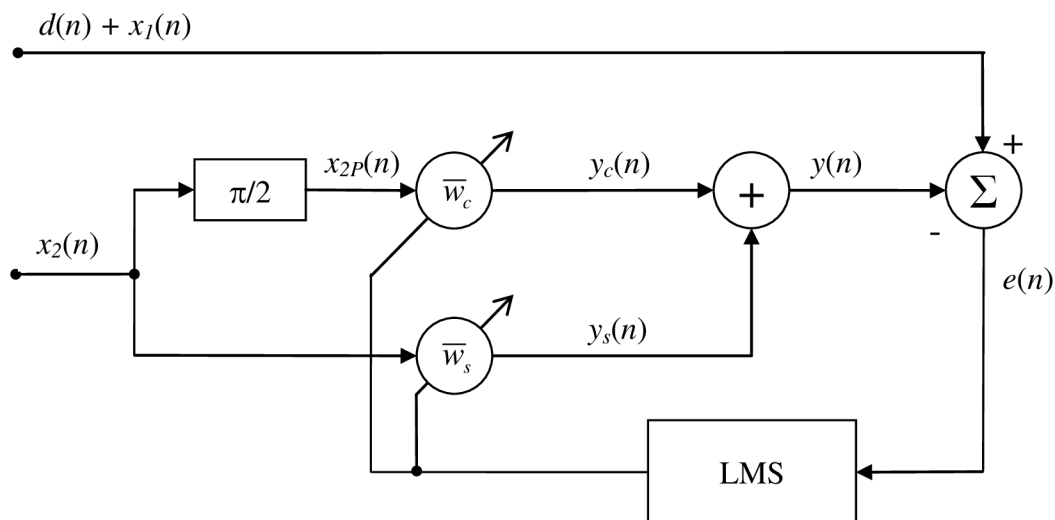 d(n) + x₁(n)
+
π/2
x₂P(n)
w̅c
yc(n)
+
y(n)
Σ
-
x₂(n)
e(n)
w̅s
ys(n)
LMS